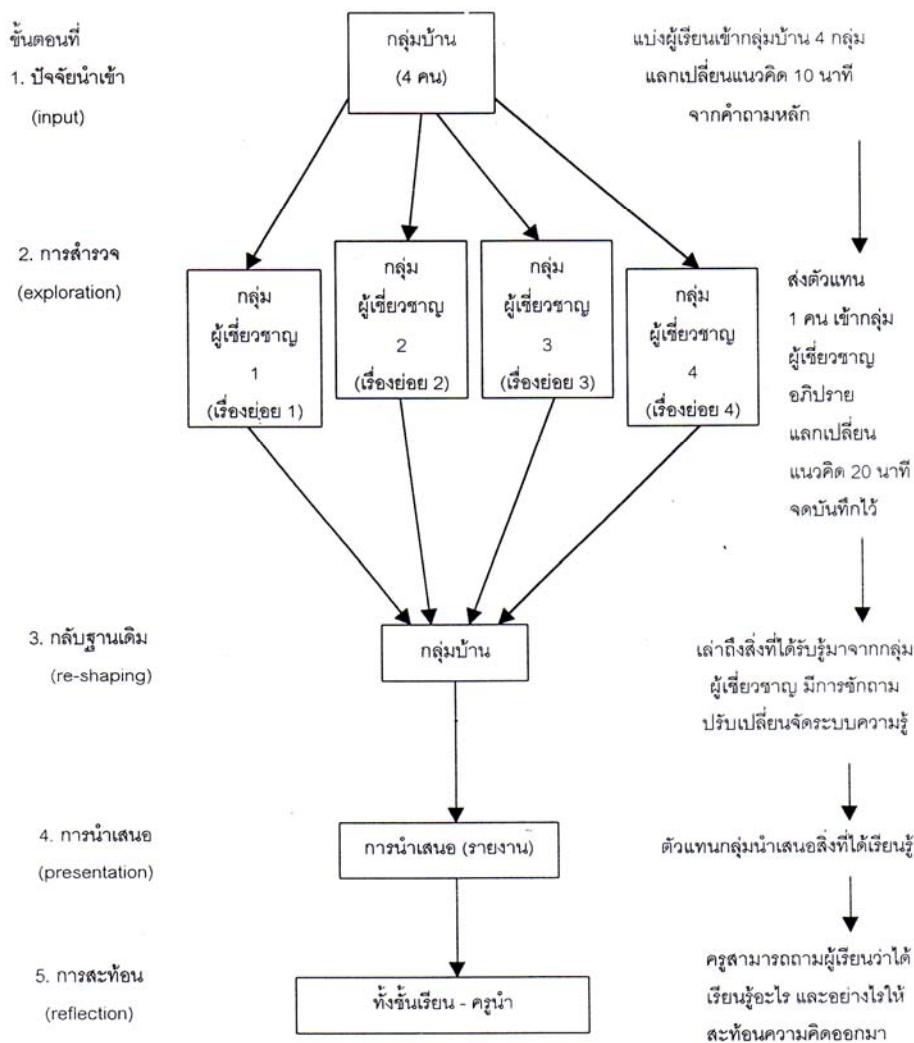 ขั้นตอนที่
1. ปัจจัยนำเข้า
(input)
กลุ่มบ้าน
(4 คน)
แบ่งผู้เรียนเข้ากลุ่มบ้าน 4 กลุ่ม
แลกเปลี่ยนแนวคิด 10 นาที
จากคำถามหลัก
2. การสำรวจ
(exploration)
กลุ่ม
ผู้เชี่ยวชาญ
1
(เรื่องย่อย 1)
กลุ่ม
ผู้เชี่ยวชาญ
2
(เรื่องย่อย 2)
กลุ่ม
ผู้เชี่ยวชาญ
3
(เรื่องย่อย 3)
กลุ่ม
ผู้เชี่ยวชาญ
4
(เรื่องย่อย 4)
ส่งตัวแทน
1 คน เข้ากลุ่ม
ผู้เชี่ยวชาญ
อภิปราย
แลกเปลี่ยน
แนวคิด 20 นาที
จดบันทึกไว้
3. กลับฐานเดิม
(re-shaping)
กลุ่มบ้าน
เล่าถึงสิ่งที่ได้รับรู้มาจากกลุ่ม
ผู้เชี่ยวชาญ มีการซักถาม
ปรับเปลี่ยนจัดระบบความรู้
4. การนำเสนอ
(presentation)
การนำเสนอ (รายงาน)
ตัวแทนกลุ่มนำเสนอสิ่งที่ได้เรียนรู้
5. การสะท้อน
(reflection)
ทั้งชั้นเรียน - ครูนำ
ครูสามารถถามผู้เรียนว่าได้
เรียนรู้อะไร และอย่างไรให้
สะท้อนความคิดออกมา